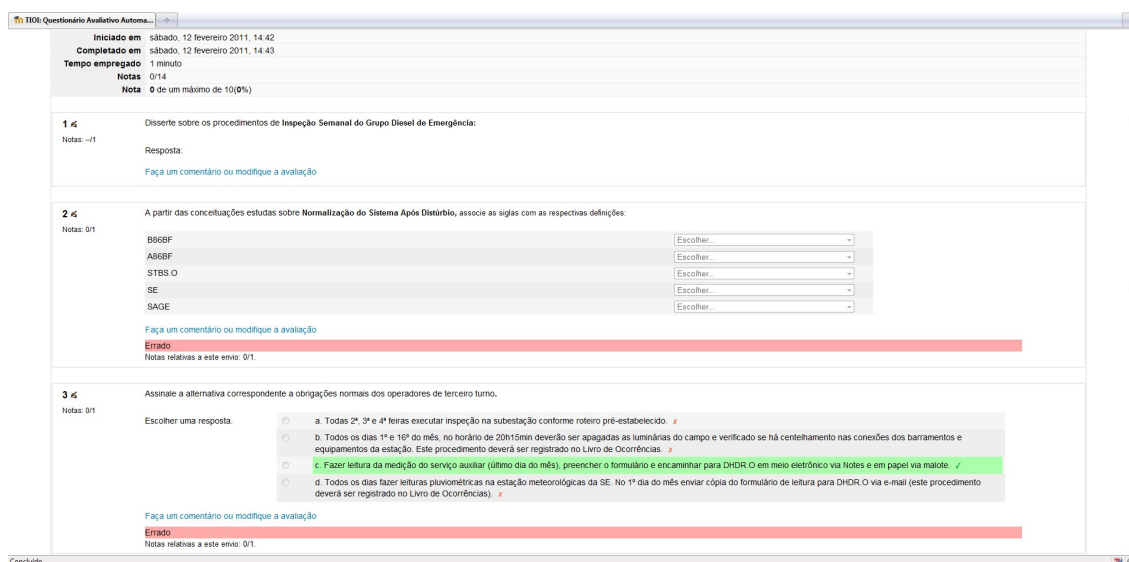 TIOI: Questionário Avaliativo Automa...
Iniciado em sábado, 12 fevereiro 2011, 14:42
Completado em sábado, 12 fevereiro 2011, 14:43
Tempo empregado 1 minuto
Notas 0/14
Nota 0 de um máximo de 10(0%)
1
Disserte sobre os procedimentos de Inspeção Semanal do Grupo Diesel de Emergência:
Notas: --/1
Resposta:
Faça um comentário ou modifique a avaliação
2
A partir das conceituações estudas sobre Normalização do Sistema Após Distúrbio, associe as siglas com as respectivas definições:
Notas: 0/1
B86BF Escolher...
A86BF Escolher...
STBS.O Escolher...
SE Escolher...
SAGE Escolher...
Faça um comentário ou modifique a avaliação
Errado
Notas relativas a este envio: 0/1.
3
Assinale a alternativa correspondente a obrigações normais dos operadores de terceiro turno.
Notas: 0/1
Escolher uma resposta.
a. Todas 2ª, 3ª e 4ª feiras executar inspeção na subestação conforme roteiro pré-estabelecido. ✗
b. Todos os dias 1º e 16º do mês, no horário de 20h15min deverão ser apagadas as luminárias do campo e verificado se há centelhamento nas conexões dos barramentos e
equipamentos da estação. Este procedimento deverá ser registrado no Livro de Ocorrências. ✗
c. Fazer leitura da medição do serviço auxiliar (último dia do mês), preencher o formulário e encaminhar para DHDR.O em meio eletrônico via Notes e em papel via malote. ✓
d. Todos os dias fazer leituras pluviométricas na estação meteorológicas da SE. No 1º dia do mês enviar cópia do formulário de leitura para DHDR.O via e-mail (este procedimento
deverá ser registrado no Livro de Ocorrências). ✗
Faça um comentário ou modifique a avaliação
Errado
Notas relativas a este envio: 0/1.
Concluído